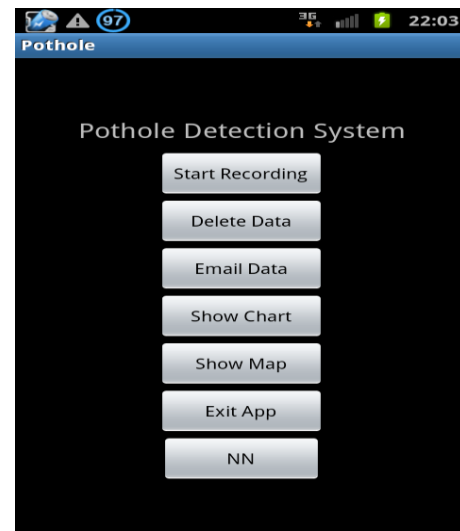 97 3G 22:03
Pothole
Pothole Detection System
Start Recording
Delete Data
Email Data
Show Chart
Show Map
Exit App
NN